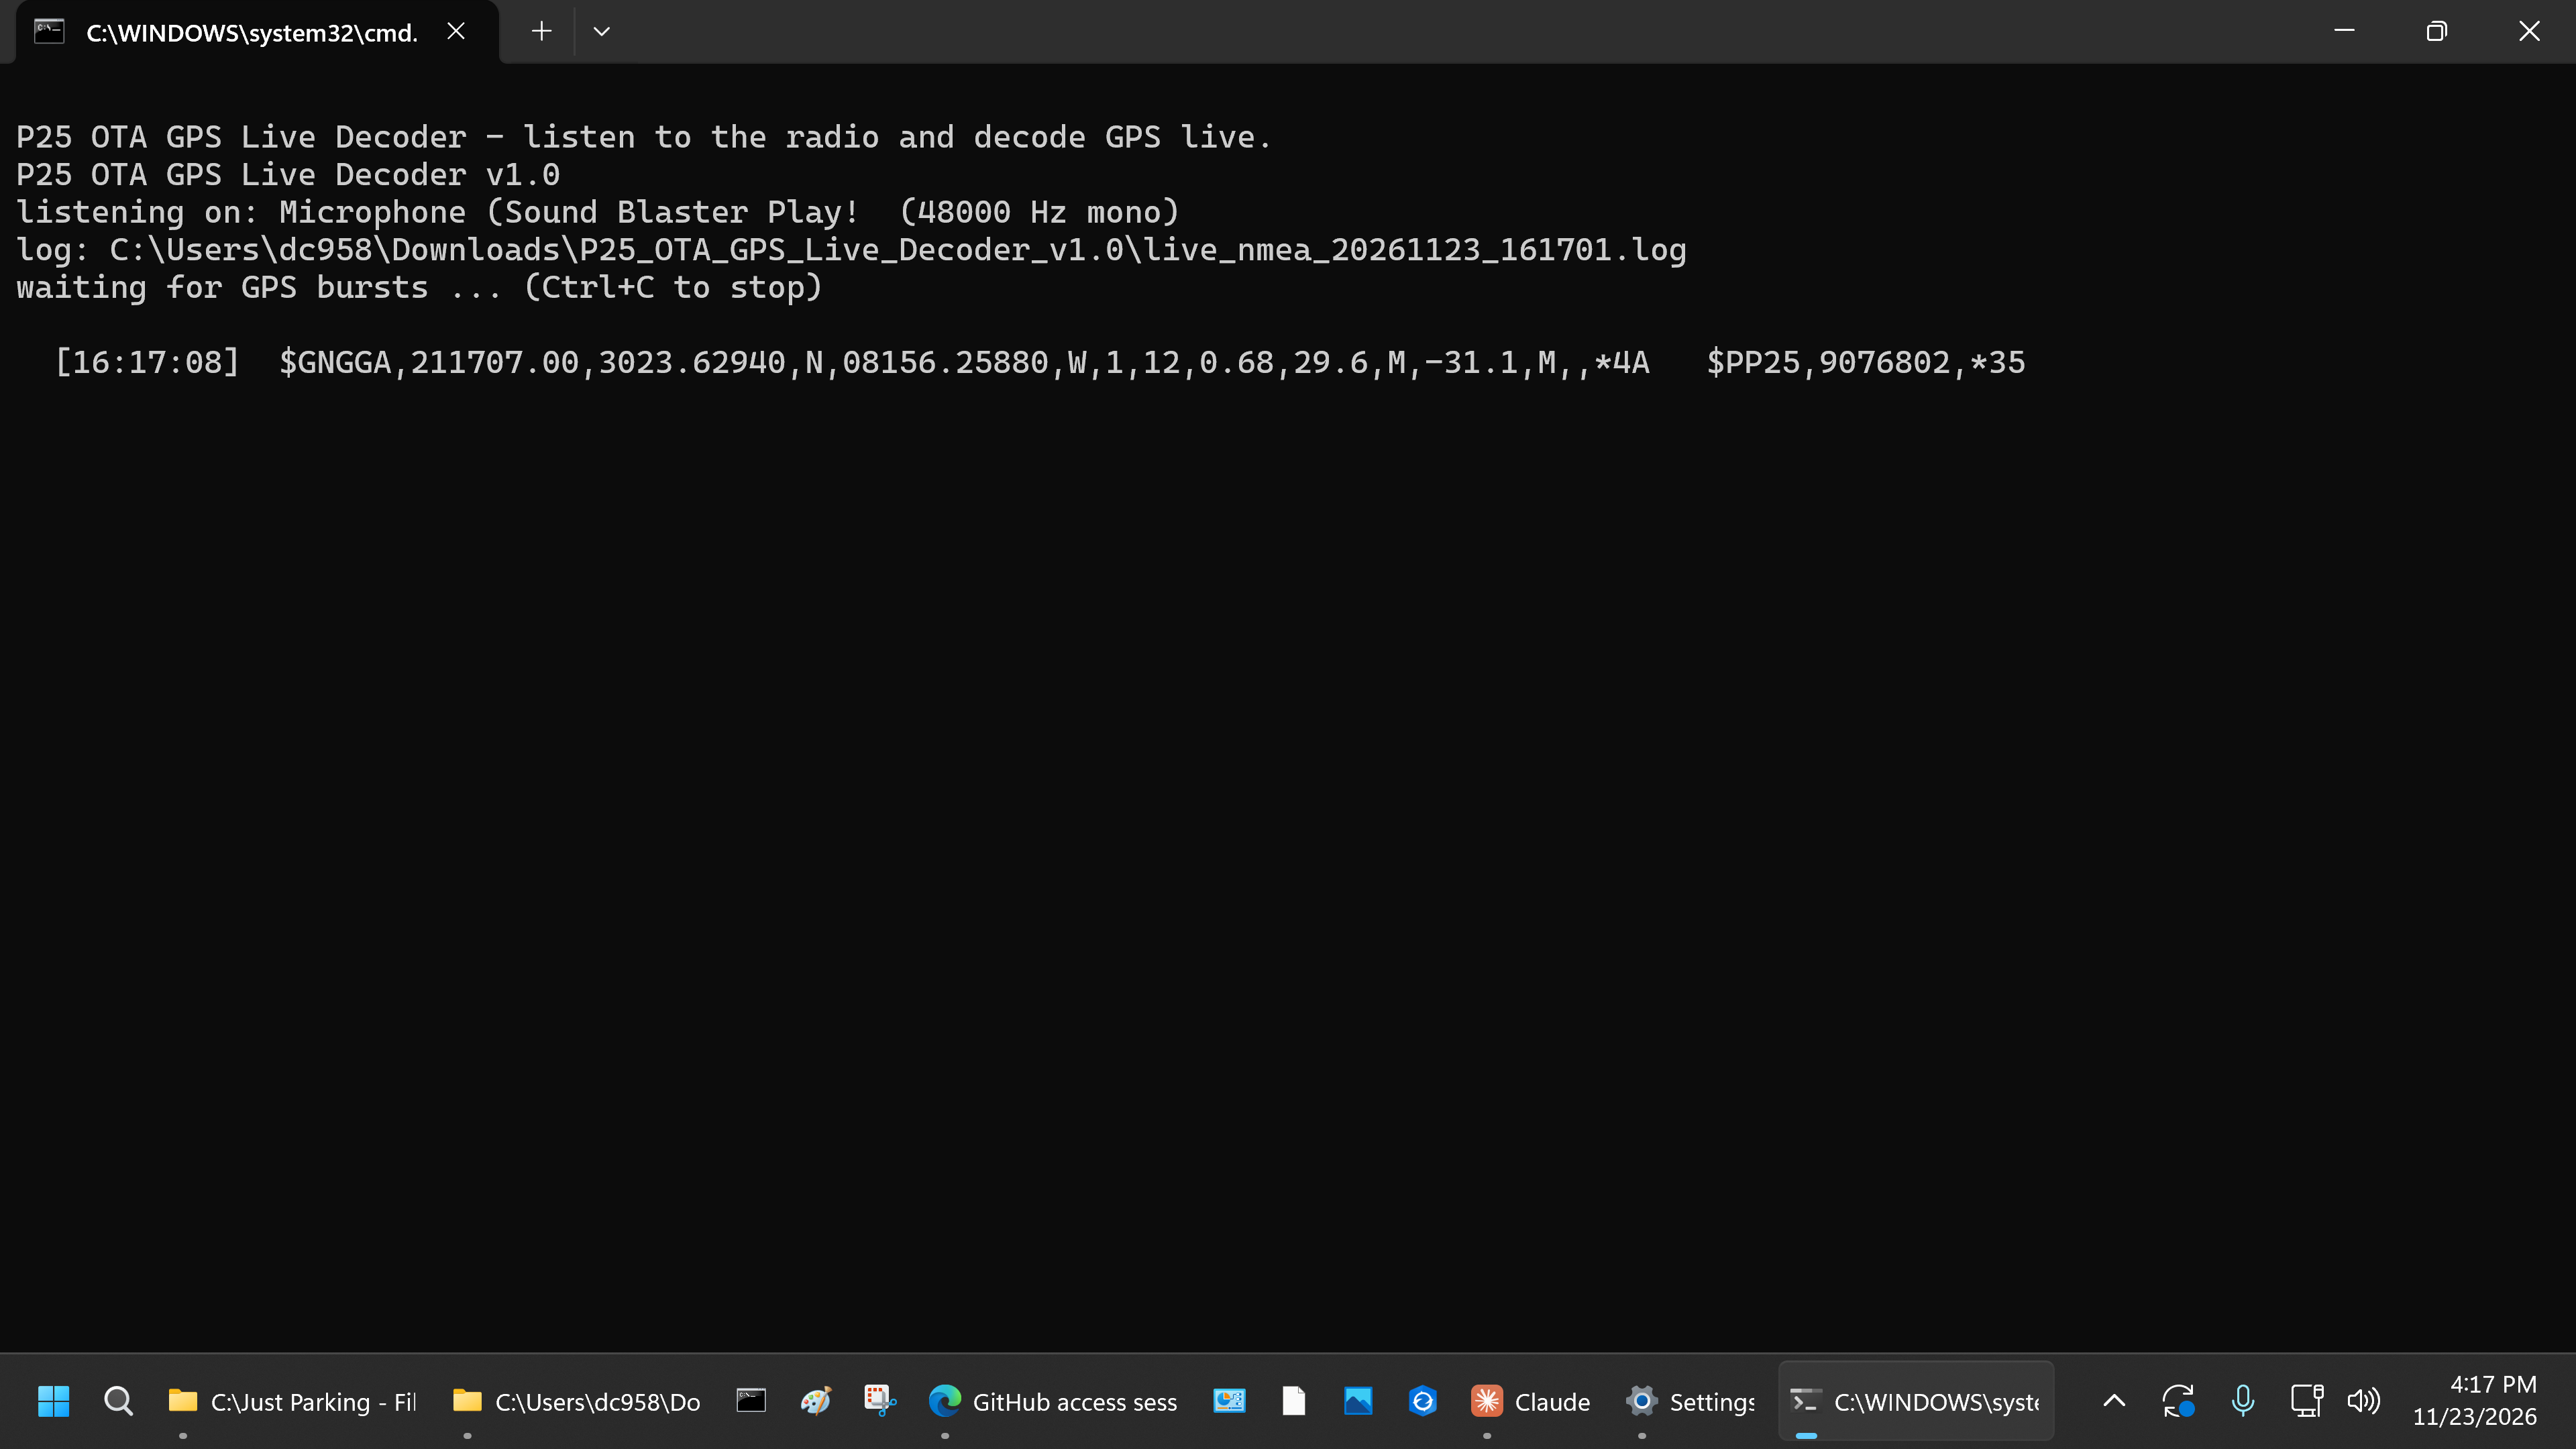 C:\WINDOWS\system32\cmd.
P25 OTA GPS Live Decoder - listen to the radio and decode GPS live.
P25 OTA GPS Live Decoder v1.0
listening on: Microphone (Sound Blaster Play!  (48000 Hz mono)
log: C:\Users\dc958\Downloads\P25_OTA_GPS_Live_Decoder_v1.0\live_nmea_20261123_161701.log
waiting for GPS bursts ... (Ctrl+C to stop)
[16:17:08]  $GNGGA,211707.00,3023.62940,N,08156.25880,W,1,12,0.68,29.6,M,-31.1,M,,*4A   $PP25,9076802,*35
C:\Just Parking - Fil
C:\Users\dc958\Do
GitHub access sess
Claude
Settings
C:\WINDOWS\syste
4:17 PM
11/23/2026